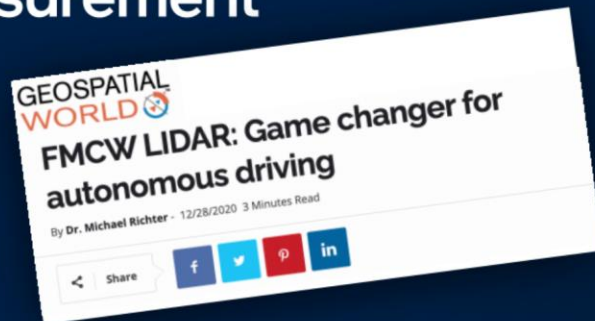 surement
GEOSPATIAL
WORLD
FMCW LIDAR: Game changer for
autonomous driving
By Dr. Michael Richter - 12/28/2020 3 Minutes Read
Share